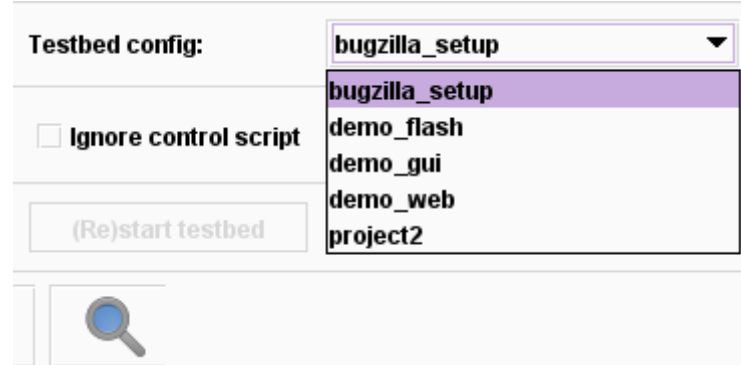 Testbed config:
bugzilla_setup
bugzilla_setup
demo_flash
Ignore control script
demo_gui
demo_web
(Re)start testbed
project2